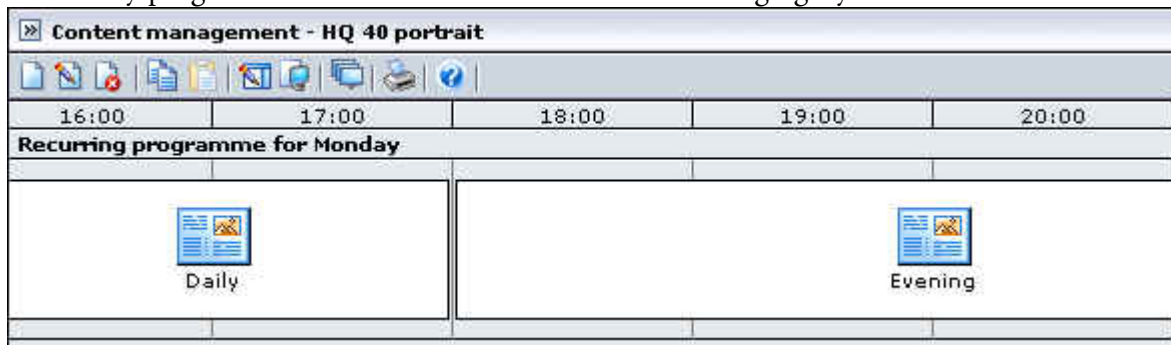 Content management - HQ 40 portrait
16:00 17:00 18:00 19:00 20:00
Recurring programme for Monday
Daily Evening